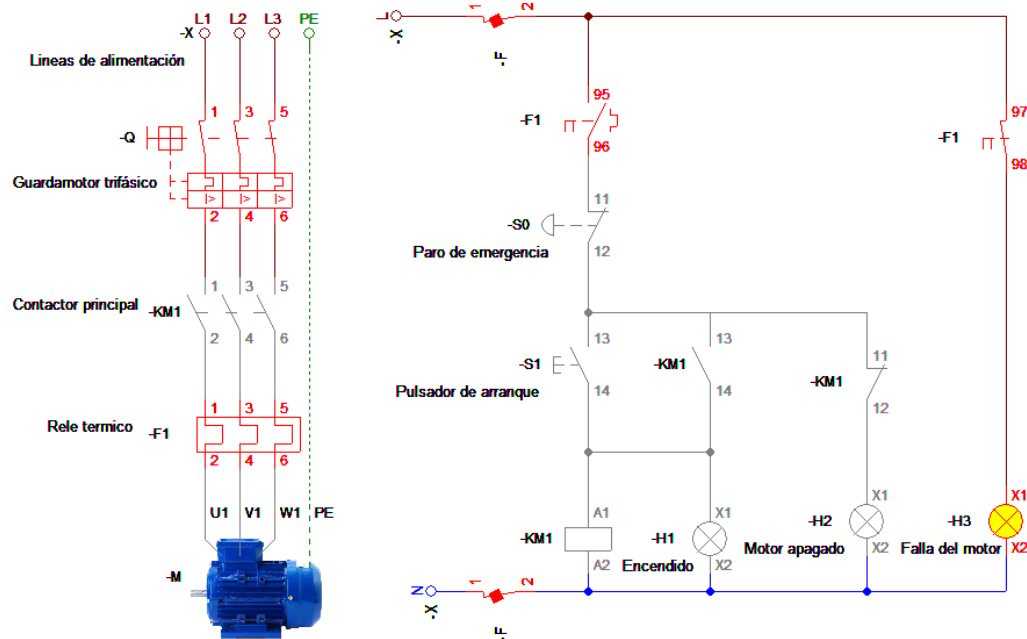 L1 L2 L3 PE
-X
Lineas de alimentación
1 3 5
-Q
Guardamotor trifásico
I> I> I>
2 4 6
1 3 5
Contactor principal
-KM1
2 4 6
1 3 5
Rele termico
-F1
2 4 6
U1 V1 W1 PE
-M
L
-X
1 2
-F
95
-F1
96
97
-F1
98
11
-S0
Paro de emergencia
12
13
-S1
Pulsador de arranque
14
13
-KM1
14
11
-KM1
12
A1
-KM1
A2
X1
-H1
Encendido
X2
X1
-H2
Motor apagado
X2
X1
-H3
Falla del motor
X2
N
-X
1 2
-F